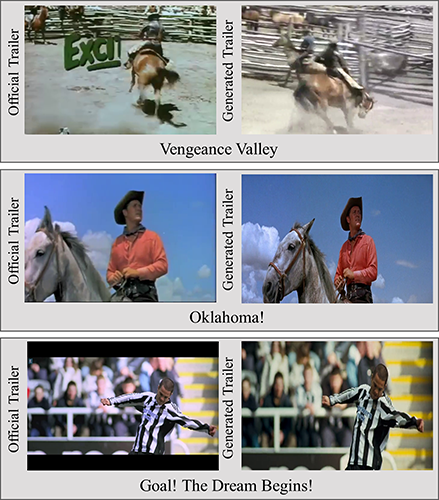 Official Trailer
EXCI
Generated Trailer
Vengeance Valley
Official Trailer
Generated Trailer
Oklahoma!
Official Trailer
Generated Trailer
Goal! The Dream Begins!